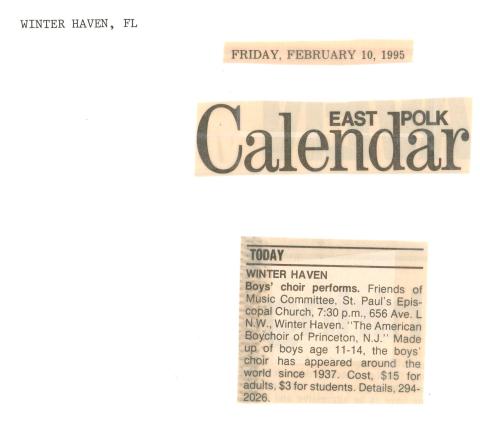 WINTER HAVEN, FL
FRIDAY, FEBRUARY 10, 1995
EAST POLK
Calendar
TODAY
WINTER HAVEN
Boys' choir performs. Friends of
Music Committee, St. Paul's Epis-
copal Church, 7:30 p.m., 656 Ave. L
N.W., Winter Haven. "The American
Boychoir of Princeton, N.J." Made
up of boys age 11-14, the boys'
choir has appeared around the
world since 1937. Cost, $15 for
adults, $3 for students. Details, 294-
2026.